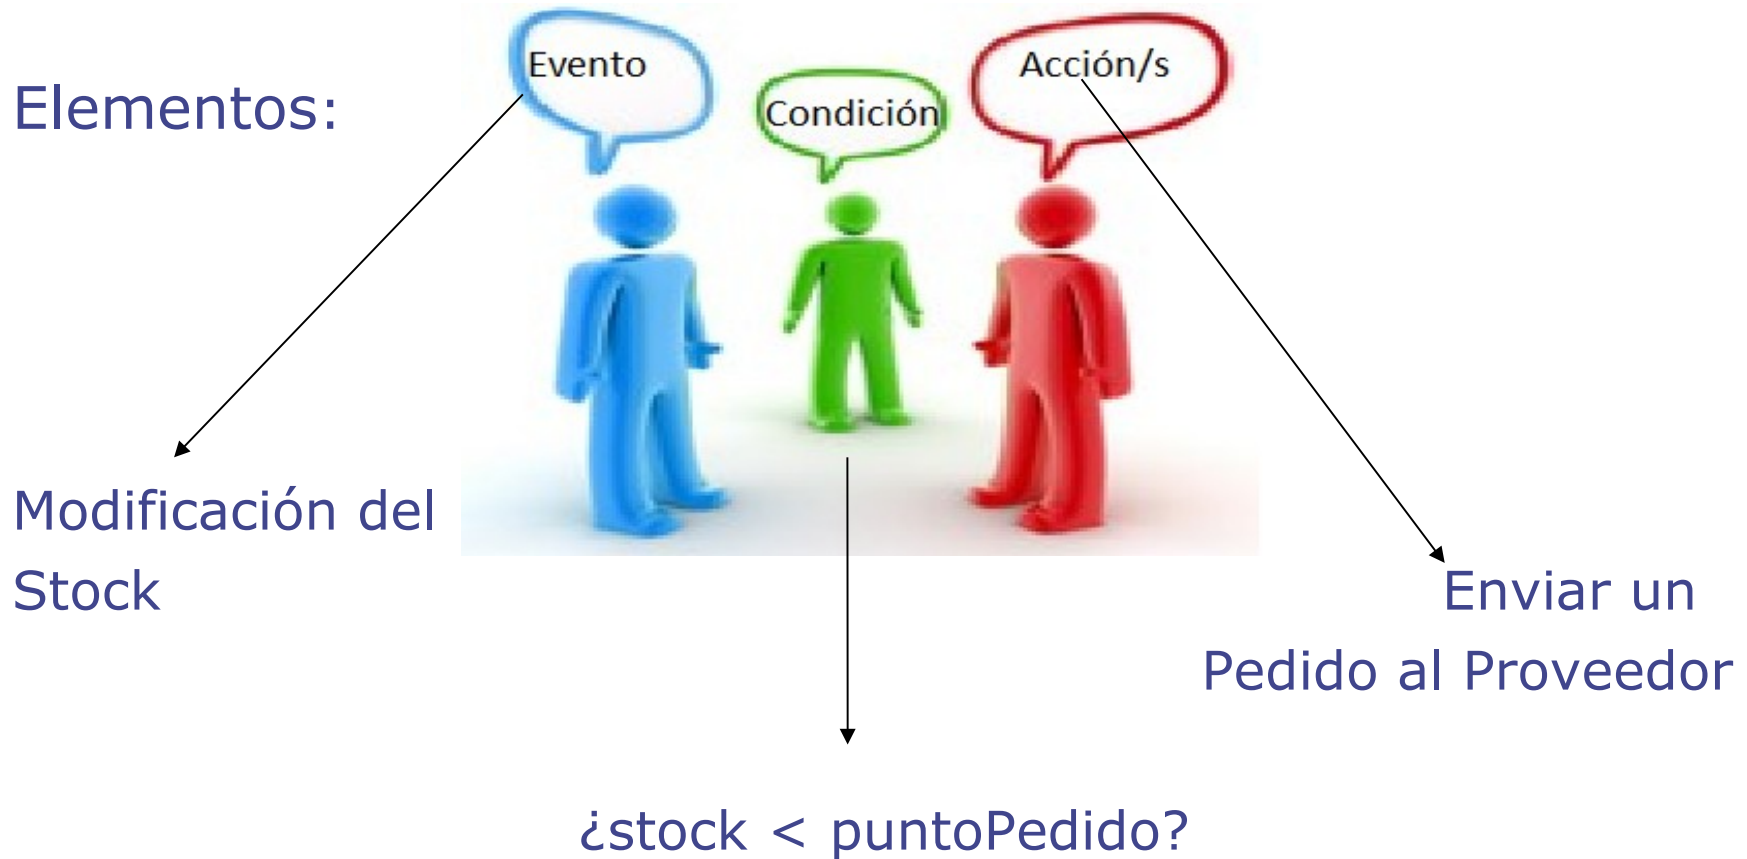 Evento
Acción/s
Elementos:
Condición
Modificación del
Stock
Enviar un
Pedido al Proveedor
¿stock < puntoPedido?